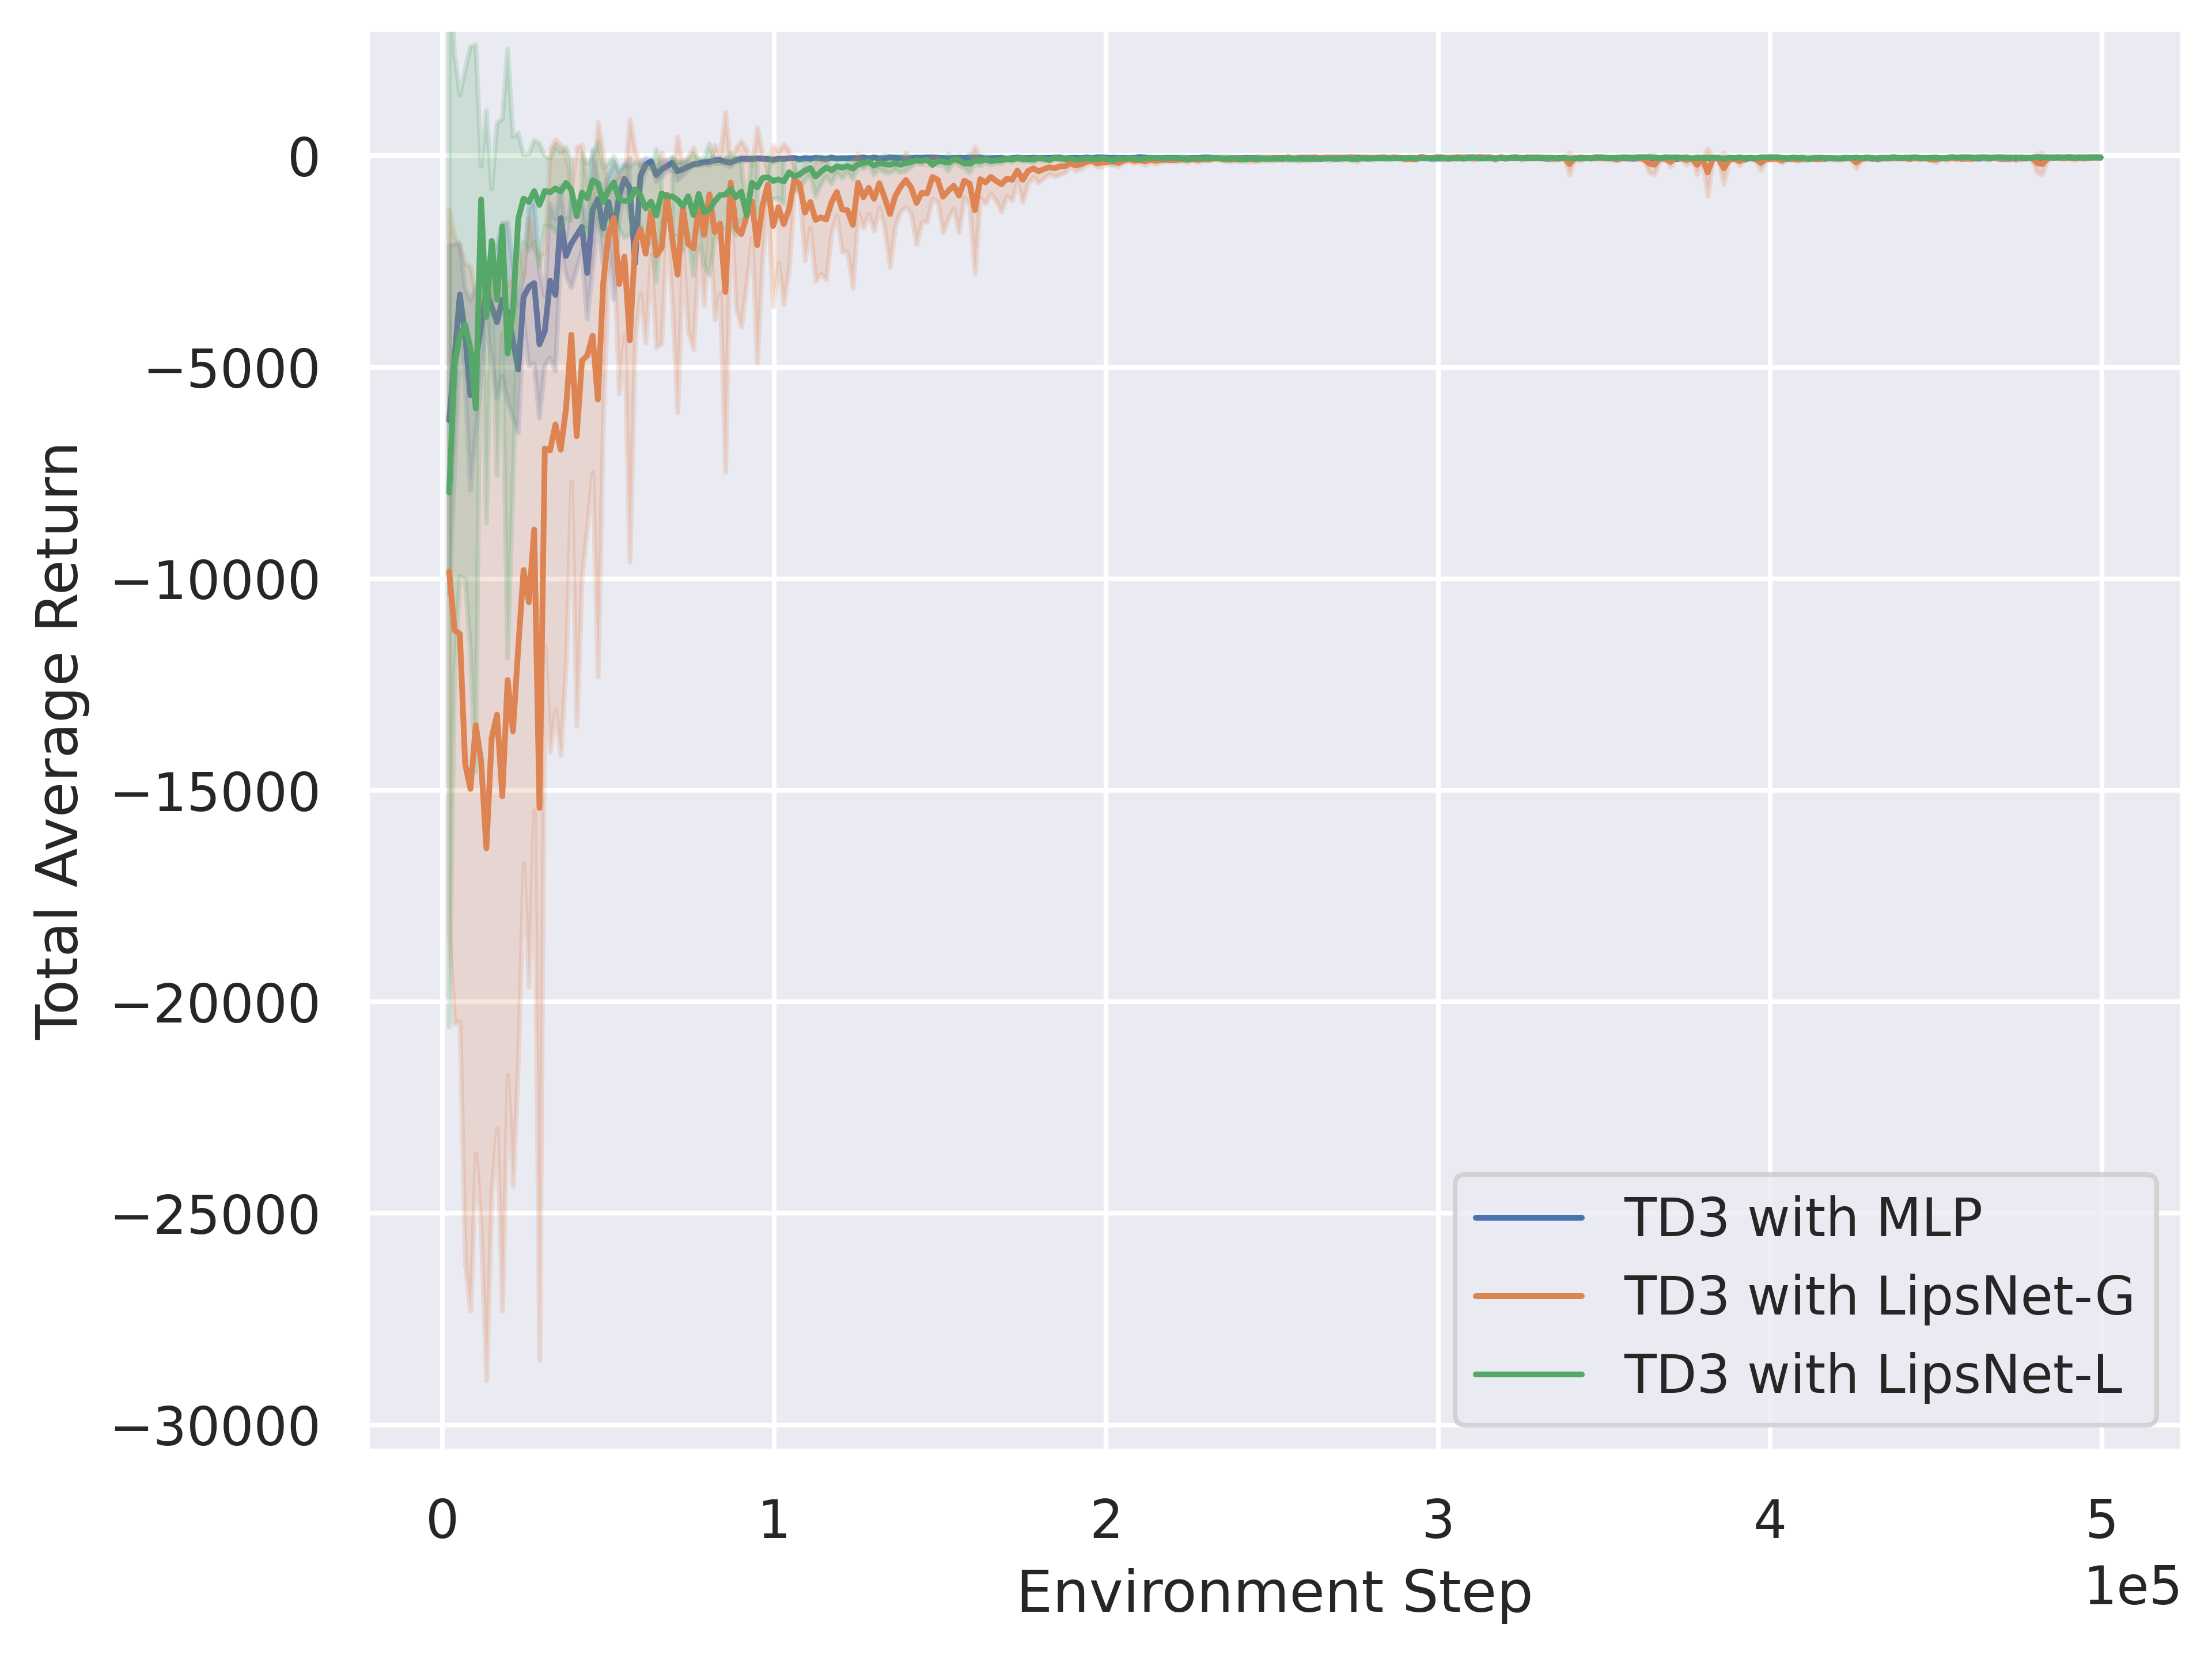 Total Average Return
0
−5000
−10000
−15000
−20000
−25000
−30000
TD3 with MLP
TD3 with LipsNet-G
TD3 with LipsNet-L
0 1 2 3 4 5
1e5
Environment Step